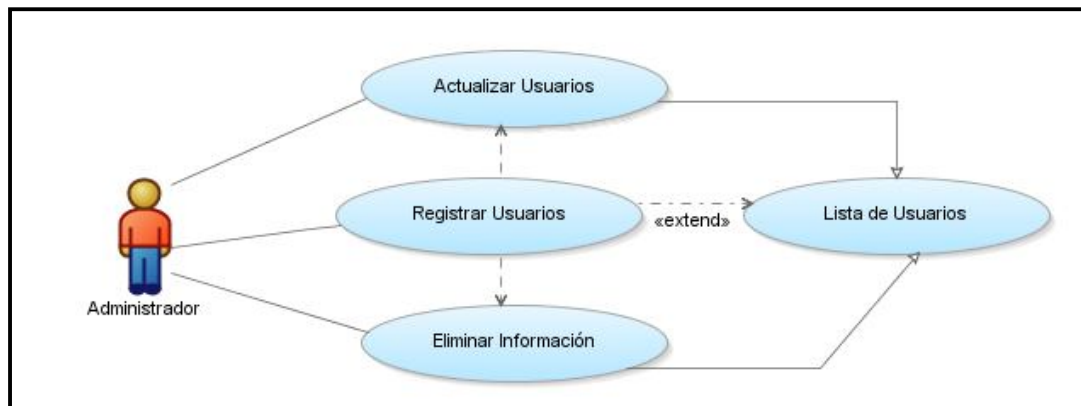 Actualizar Usuarios
Registrar Usuarios
«extend»
Lista de Usuarios
Administrador
Eliminar Información